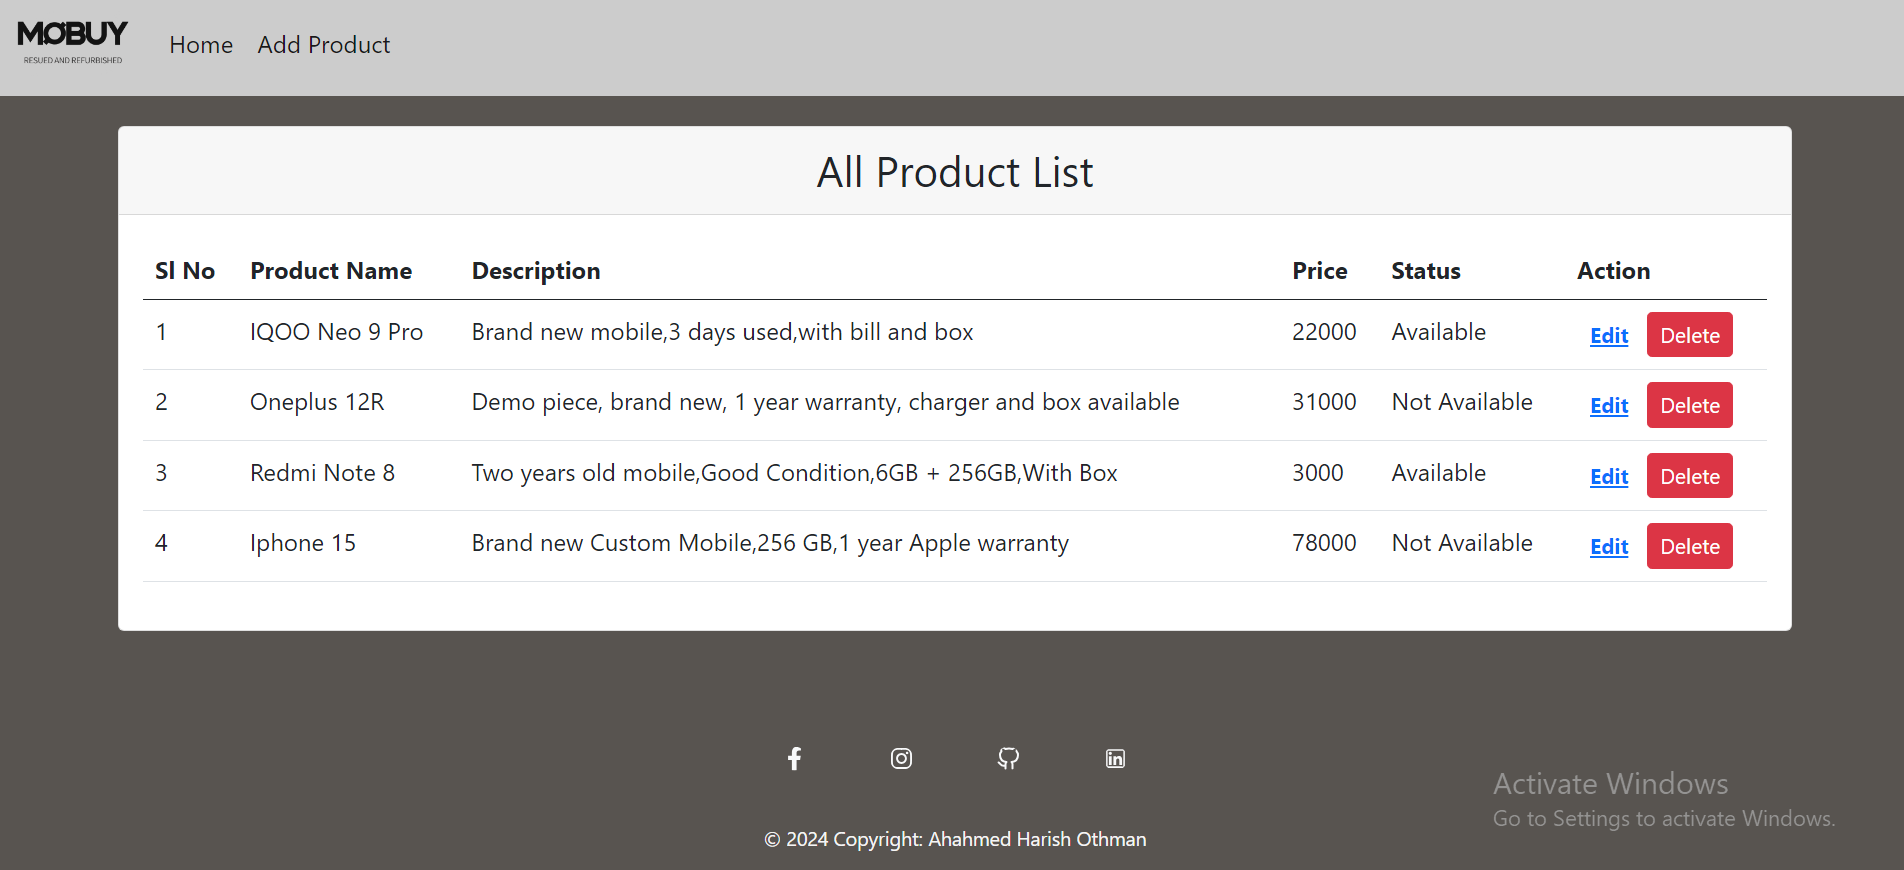 MOBUY
RESUED AND REFURBISHED
Home Add Product
All Product List
Sl No Product Name Description Price Status Action
1 IQOO Neo 9 Pro Brand new mobile,3 days used,with bill and box 22000 Available Edit Delete
2 Oneplus 12R Demo piece, brand new, 1 year warranty, charger and box available 31000 Not Available Edit Delete
3 Redmi Note 8 Two years old mobile,Good Condition,6GB + 256GB,With Box 3000 Available Edit Delete
4 Iphone 15 Brand new Custom Mobile,256 GB,1 year Apple warranty 78000 Not Available Edit Delete
Activate Windows
Go to Settings to activate Windows.
© 2024 Copyright: Ahahmed Harish Othman